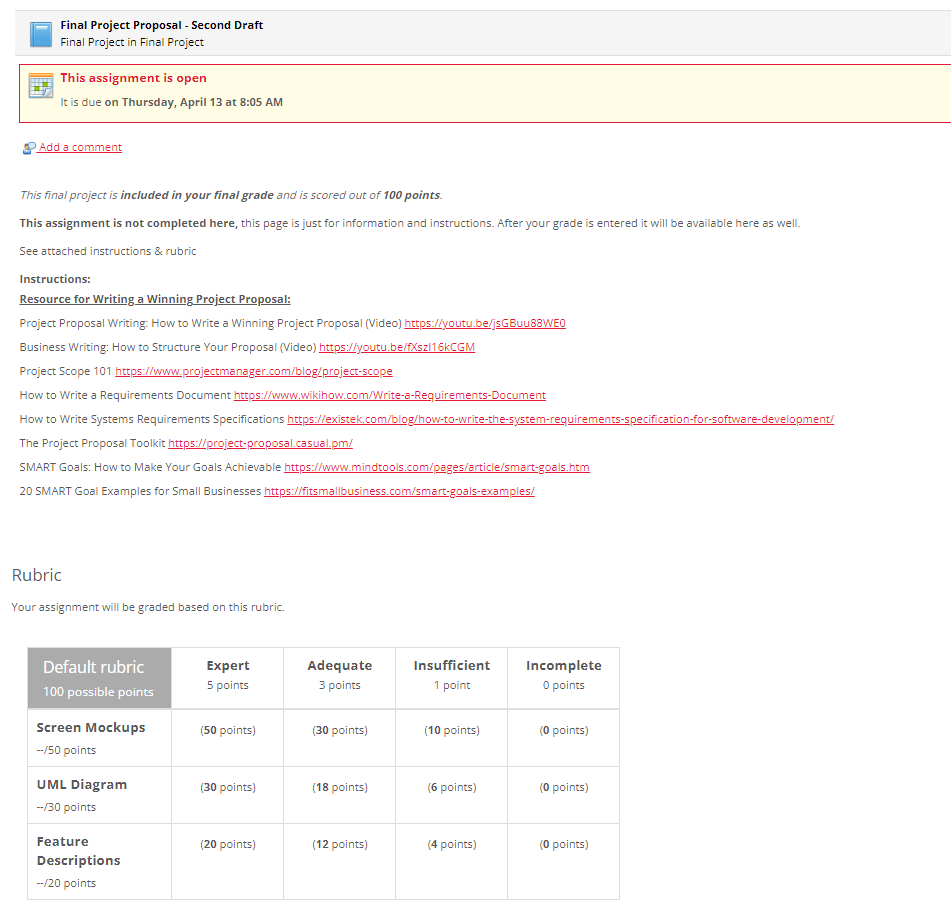 Final Project Proposal - Second Draft
Final Project in Final Project
This assignment is open
It is due on Thursday, April 13 at 8:05 AM
Add a comment
This final project is included in your final grade and is scored out of 100 points.
This assignment is not completed here, this page is just for information and instructions. After your grade is entered it will be available here as well.
See attached instructions & rubric
Instructions:
Resource for Writing a Winning Project Proposal:
Project Proposal Writing: How to Write a Winning Project Proposal (Video) https://youtu.be/jsGBuu88WE0
Business Writing: How to Structure Your Proposal (Video) https://youtu.be/fXszI16kCGM
Project Scope 101 https://www.projectmanager.com/blog/project-scope
How to Write a Requirements Document https://www.wikihow.com/Write-a-Requirements-Document
How to Write Systems Requirements Specifications https://existek.com/blog/how-to-write-the-system-requirements-specification-for-software-development/
The Project Proposal Toolkit https://project-proposal.casual.pm/
SMART Goals: How to Make Your Goals Achievable https://www.mindtools.com/pages/article/smart-goals.htm
20 SMART Goal Examples for Small Businesses https://fitsmallbusiness.com/smart-goals-examples/
Rubric
Your assignment will be graded based on this rubric.
Default rubric Expert Adequate Insufficient Incomplete
100 possible points 5 points 3 points 1 point 0 points
Screen Mockups (50 points) (30 points) (10 points) (0 points)
--/50 points
UML Diagram (30 points) (18 points) (6 points) (0 points)
--/30 points
Feature (20 points) (12 points) (4 points) (0 points)
Descriptions
--/20 points